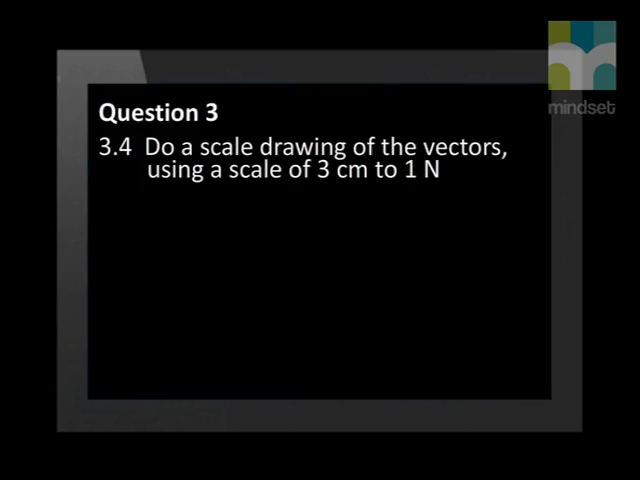 mindset
Question 3
3.4 Do a scale drawing of the vectors,
using a scale of 3 cm to 1 N